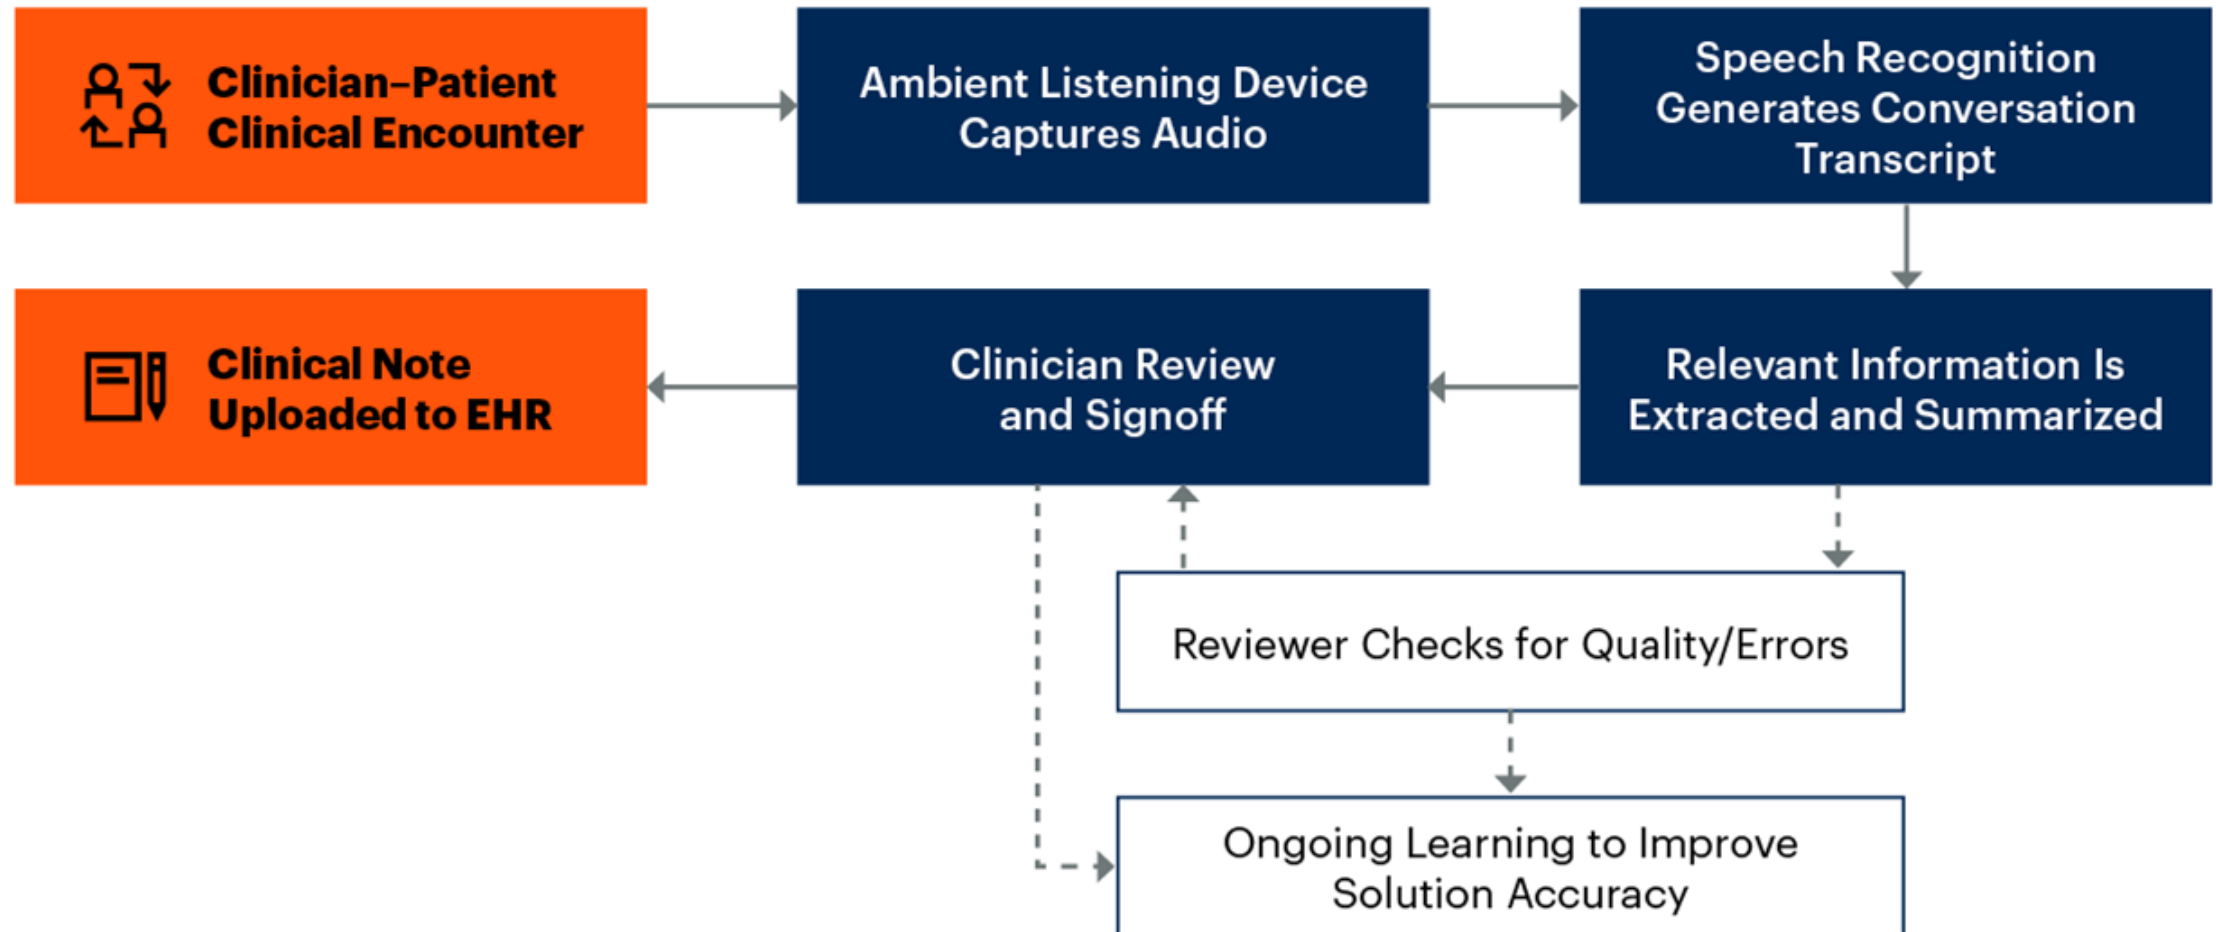 Clinician–Patient
Clinical Encounter
Ambient Listening Device
Captures Audio
Speech Recognition
Generates Conversation
Transcript
Relevant Information Is
Extracted and Summarized
Clinician Review
and Signoff
Clinical Note
Uploaded to EHR
Reviewer Checks for Quality/Errors
Ongoing Learning to Improve
Solution Accuracy